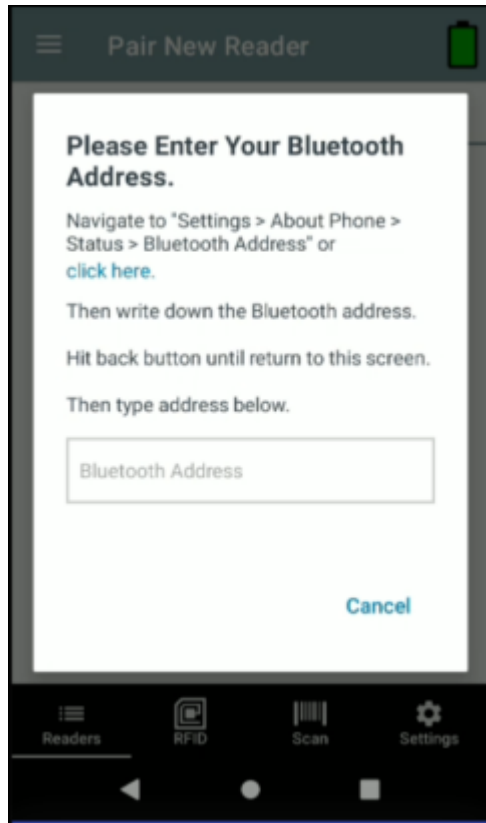 Pair New Reader
Please Enter Your Bluetooth
Address.
Navigate to "Settings > About Phone >
Status > Bluetooth Address" or
click here.
Then write down the Bluetooth address.
Hit back button until return to this screen.
Then type address below.
Bluetooth Address
Cancel
Readers RFID Scan Settings